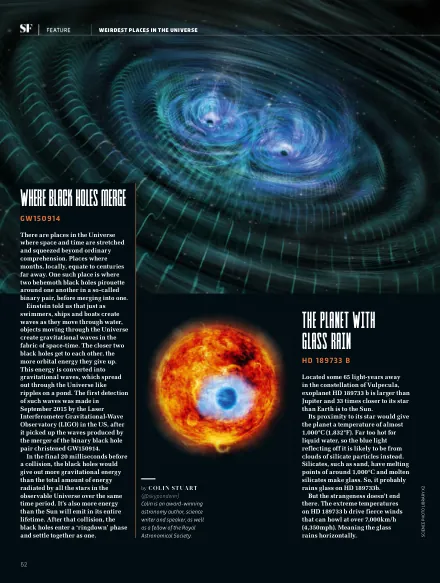 SF | FEATURE | WEIRDEST PLACES IN THE UNIVERSE
WHERE BLACK HOLES MERGE
GW150914
There are places in the Universe
where space and time are stretched
and squeezed beyond ordinary
comprehension. Places where
months, locally, equate to centuries
far away. One such place is where
two behemoth black holes pirouette
around one another in a so-called
binary pair, before merging into one.
Einstein told us that just as
swimmers, ships and boats create
waves as they move through water,
objects moving through the Universe
create gravitational waves in the
fabric of space-time. The closer two
black holes get to each other, the
more orbital energy they give up.
This energy is converted into
gravitational waves, which spread
out through the Universe like
ripples on a pond. The first detection
of such waves was made in
September 2015 by the Laser
Interferometer Gravitational-Wave
Observatory (LIGO) in the US, after
it picked up the waves produced by
the merger of the binary black hole
pair christened GW150914.
In the final 20 milliseconds before
a collision, the black holes would
give out more gravitational energy
than the total amount of energy
radiated by all the stars in the
observable Universe over the same
time period. It's also more energy
than the Sun will emit in its entire
lifetime. After that collision, the
black holes enter a 'ringdown' phase
and settle together as one.
by COLIN STUART
(@skyponderer)
Colin is an award-winning
astronomy author, science
writer and speaker, as well
as a fellow of the Royal
Astronomical Society.
THE PLANET WITH
GLASS RAIN
HD 189733 B
Located some 65 light-years away
in the constellation of Vulpecula,
exoplanet HD 189733 b is larger than
Jupiter and 33 times closer to its star
than Earth is to the Sun.
Its proximity to its star would give
the planet a temperature of almost
1,000°C (1,832°F). Far too hot for
liquid water, so the blue light
reflecting off it is likely to be from
clouds of silicate particles instead.
Silicates, such as sand, have melting
points of around 1,000°C and molten
silicates make glass. So, it probably
rains glass on HD 189733b.
But the strangeness doesn't end
there. The extreme temperatures
on HD 189733 b drive fierce winds
that can howl at over 7,000km/h
(4,350mph). Meaning the glass
rains horizontally.
SCIENCE PHOTO LIBRARY X2
52